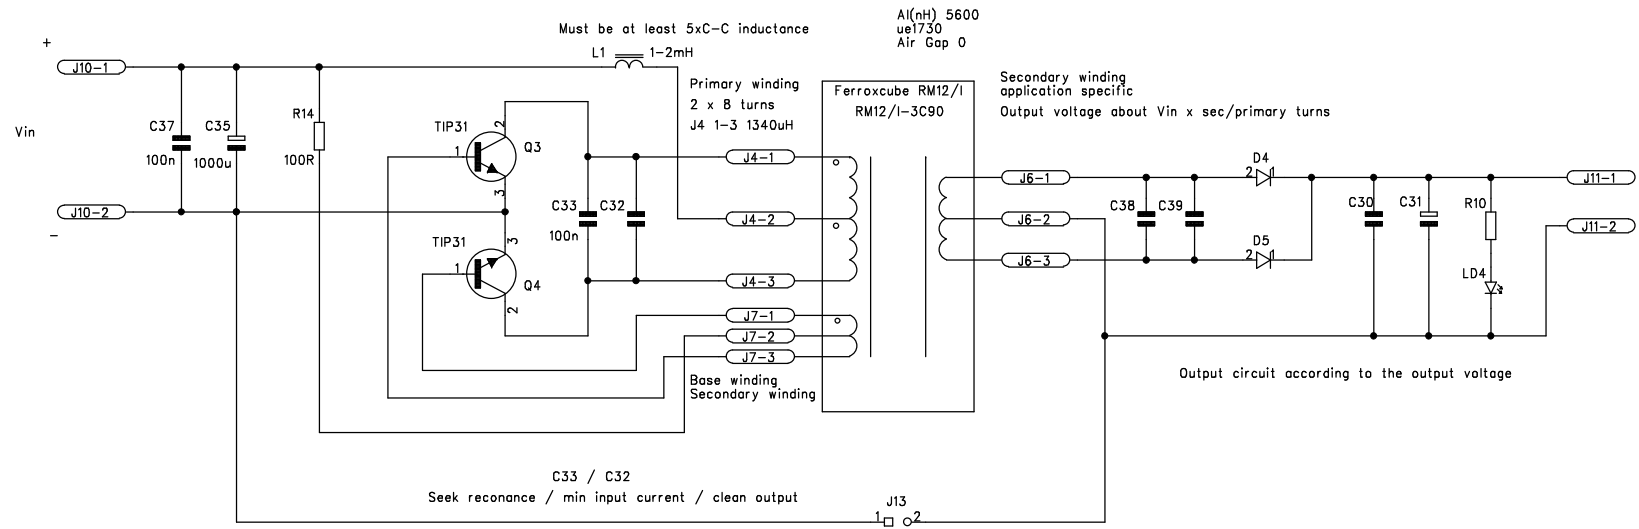 Must be at least 5xC-C inductance
Al(nH) 5600
ue1730
Air Gap 0
+
J10-1
L1
1-2mH
Primary winding
2 x 8 turns
J4 1-3 1340uH
Ferroxcube RM12/I
RM12/I-3C90
Secondary winding
application specific
Output voltage about Vin x sec/primary turns
Vin
C37
100n
C35
1000u
R14
100R
TIP31
1
2
3
Q3
J4-1
J6-1
D4
2
1
J11-1
J10-2
-
C33
100n
C32
J4-2
J6-2
C38
C39
C30
C31
R10
J11-2
TIP31
1
3
2
Q4
J4-3
J6-3
D5
2
1
LD4
J7-1
J7-2
J7-3
Base winding
Secondary winding
Output circuit according to the output voltage
C33 / C32
Seek reconance / min input current / clean output
J13
1
2